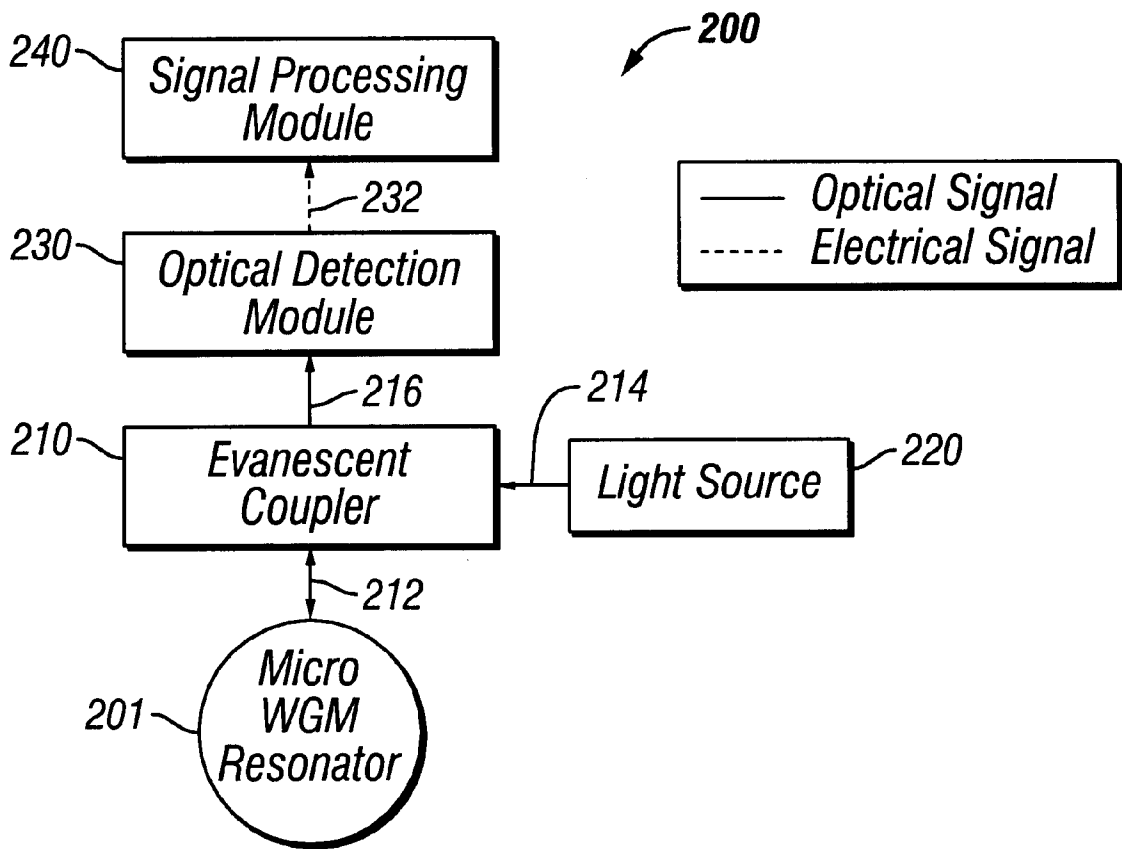 200
240
Signal Processing
Module
232
Optical Signal
Electrical Signal
230
Optical Detection
Module
216
214
210
Evanescent
Coupler
Light Source
220
212
201
Micro
WGM
Resonator